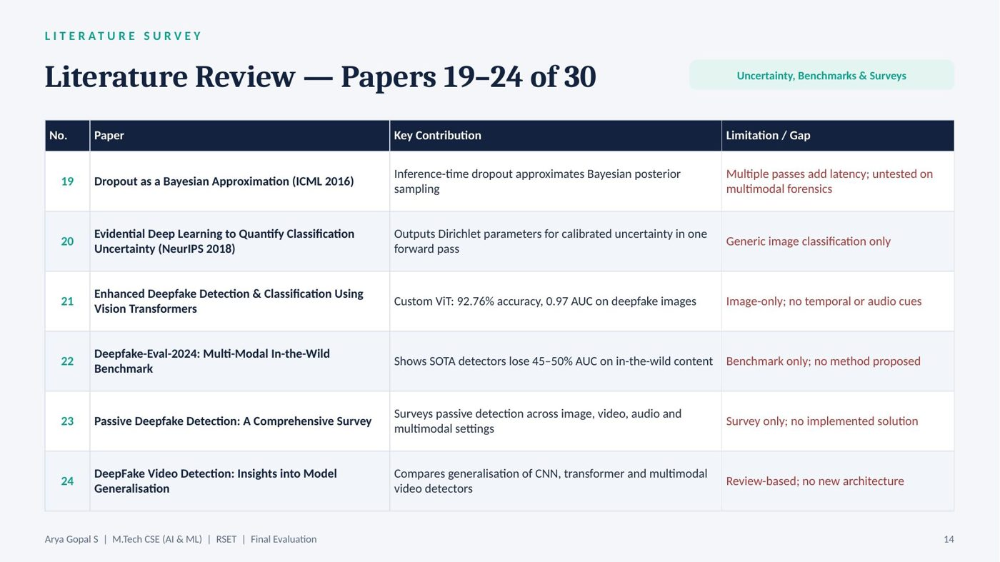 LITERATURE SURVEY
Literature Review — Papers 19–24 of 30
Uncertainty, Benchmarks & Surveys
No. Paper Key Contribution Limitation / Gap
19 Dropout as a Bayesian Approximation (ICML 2016)
Inference-time dropout approximates Bayesian posterior
sampling
Multiple passes add latency; untested on
multimodal forensics
20
Evidential Deep Learning to Quantify Classification
Uncertainty (NeurIPS 2018)
Outputs Dirichlet parameters for calibrated uncertainty in one
forward pass
Generic image classification only
21
Enhanced Deepfake Detection & Classification Using
Vision Transformers
Custom ViT: 92.76% accuracy, 0.97 AUC on deepfake images
Image-only; no temporal or audio cues
22
Deepfake-Eval-2024: Multi-Modal In-the-Wild
Benchmark
Shows SOTA detectors lose 45–50% AUC on in-the-wild content
Benchmark only; no method proposed
23
Passive Deepfake Detection: A Comprehensive Survey
Surveys passive detection across image, video, audio and
multimodal settings
Survey only; no implemented solution
24
DeepFake Video Detection: Insights into Model
Generalisation
Compares generalisation of CNN, transformer and multimodal
video detectors
Review-based; no new architecture
Arya Gopal S | M.Tech CSE (AI & ML) | RSET | Final Evaluation
14